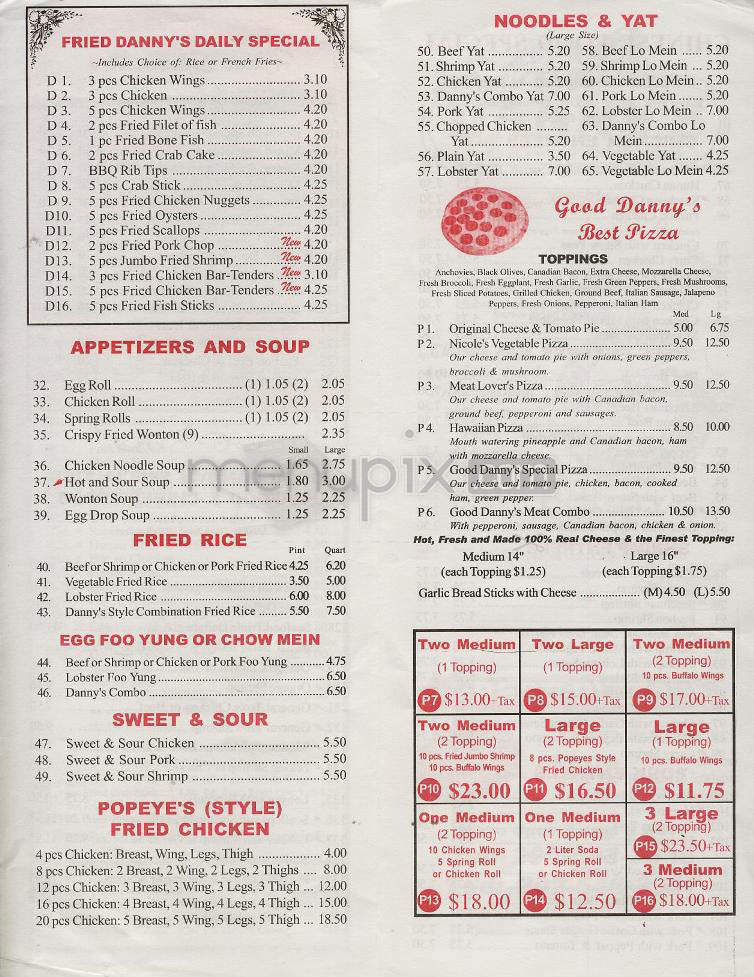 FRIED DANNY'S DAILY SPECIAL
~Includes Choice of: Rice or French Fries~
D 1. 3 pcs Chicken Wings 3.10
D 2. 3 pcs Chicken 3.10
D 3. 5 pcs Chicken Wings 4.20
D 4. 2 pcs Fried Filet of fish 4.20
D 5. 1 pc Fried Bone Fish 4.20
D 6. 2 pcs Fried Crab Cake 4.20
D 7. BBQ Rib Tips 4.20
D 8. 5 pcs Crab Stick 4.25
D 9. 5 pcs Fried Chicken Nuggets 4.25
D10. 5 pcs Fried Oysters 4.25
D11. 5 pcs Fried Scallops 4.20
D12. 2 pcs Fried Pork Chop New 4.20
D13. 5 pcs Jumbo Fried Shrimp New 4.20
D14. 3 pcs Fried Chicken Bar-Tenders New 3.10
D15. 5 pcs Fried Chicken Bar-Tenders New 4.25
D16. 5 pcs Fried Fish Sticks 4.25
APPETIZERS AND SOUP
32. Egg Roll (1) 1.05 (2) 2.05
33. Chicken Roll (1) 1.05 (2) 2.05
34. Spring Rolls (1) 1.05 (2) 2.05
35. Crispy Fried Wonton (9) 2.35
Small Large
36. Chicken Noodle Soup 1.65 2.75
37. Hot and Sour Soup 1.80 3.00
38. Wonton Soup 1.25 2.25
39. Egg Drop Soup 1.25 2.25
FRIED RICE
Pint Quart
40. Beef or Shrimp or Chicken or Pork Fried Rice 4.25 6.20
41. Vegetable Fried Rice 3.50 5.00
42. Lobster Fried Rice 6.00 8.00
43. Danny's Style Combination Fried Rice 5.50 7.50
EGG FOO YUNG OR CHOW MEIN
44. Beef or Shrimp or Chicken or Pork Foo Yung 4.75
45. Lobster Foo Yung 6.50
46. Danny's Combo 6.50
SWEET & SOUR
47. Sweet & Sour Chicken 5.50
48. Sweet & Sour Pork 5.50
49. Sweet & Sour Shrimp 5.50
POPEYE'S (STYLE)
FRIED CHICKEN
4 pcs Chicken: Breast, Wing, Legs, Thigh 4.00
8 pcs Chicken: 2 Breast, 2 Wing, 2 Legs, 2 Thighs 8.00
12 pcs Chicken: 3 Breast, 3 Wing, 3 Legs, 3 Thigh 12.00
16 pcs Chicken: 4 Breast, 4 Wing, 4 Legs, 4 Thigh 15.00
20 pcs Chicken: 5 Breast, 5 Wing, 5 Legs, 5 Thigh 18.50
NOODLES & YAT
(Large Size)
50. Beef Yat 5.20 58. Beef Lo Mein 5.20
51. Shrimp Yat 5.20 59. Shrimp Lo Mein 5.20
52. Chicken Yat 5.20 60. Chicken Lo Mein 5.20
53. Danny's Combo Yat 7.00 61. Pork Lo Mein 5.20
54. Pork Yat 5.25 62. Lobster Lo Mein 7.00
55. Chopped Chicken 63. Danny's Combo Lo
Yat 5.20 Mein 7.00
56. Plain Yat 3.50 64. Vegetable Yat 4.25
57. Lobster Yat 7.00 65. Vegetable Lo Mein 4.25
Good Danny's
Best Pizza
TOPPINGS
Anchovies, Black Olives, Canadian Bacon, Extra Cheese, Mozzarella Cheese,
Fresh Broccoli, Fresh Eggplant, Fresh Garlic, Fresh Green Peppers, Fresh Mushrooms,
Fresh Sliced Potatoes, Grilled Chicken, Ground Beef, Italian Sausage, Jalapeno
Peppers, Fresh Onions, Pepperoni, Italian Ham
Med Lg
P 1. Original Cheese & Tomato Pie 5.00 6.75
P 2. Nicole's Vegetable Pizza 9.50 12.50
Our cheese and tomato pie with onions, green peppers,
broccoli & mushroom.
P 3. Meat Lover's Pizza 9.50 12.50
Our cheese and tomato pie with Canadian bacon,
ground beef, pepperoni and sausages.
P 4. Hawaiian Pizza 8.50 10.00
Mouth watering pineapple and Canadian bacon, ham
with mozzarella cheese
P 5. Good Danny's Special Pizza 9.50 12.50
Our cheese and tomato pie, chicken, bacon, cooked
ham, green pepper.
P 6. Good Danny's Meat Combo 10.50 13.50
With pepperoni, sausage, Canadian bacon, chicken & onion.
Hot, Fresh and Made 100% Real Cheese & the Finest Topping:
Medium 14" Large 16"
(each Topping $1.25) (each Topping $1.75)
Garlic Bread Sticks with Cheese (M) 4.50 (L) 5.50
Two Medium
(1 Topping)
P7 $13.00+Tax
Two Large
(1 Topping)
P8 $15.00+Tax
Two Medium
(2 Topping)
10 pcs. Buffalo Wings
P9 $17.00+Tax
Two Medium
(2 Topping)
10 pcs. Fried Jumbo Shrimp
10 pcs. Buffalo Wings
P10 $23.00
Large
(2 Topping)
8 pcs. Popeyes Style
Fried Chicken
P11 $16.50
Large
(1 Topping)
10 pcs. Buffalo Wings
P12 $11.75
One Medium
(2 Topping)
10 Chicken Wings
5 Spring Roll
or Chicken Roll
P13 $18.00
One Medium
(1 Topping)
2 Liter Soda
5 Spring Roll
or Chicken Roll
P14 $12.50
3 Large
(2 Topping)
P15 $23.50+Tax
3 Medium
(2 Topping)
P16 $18.00+Tax
menupix